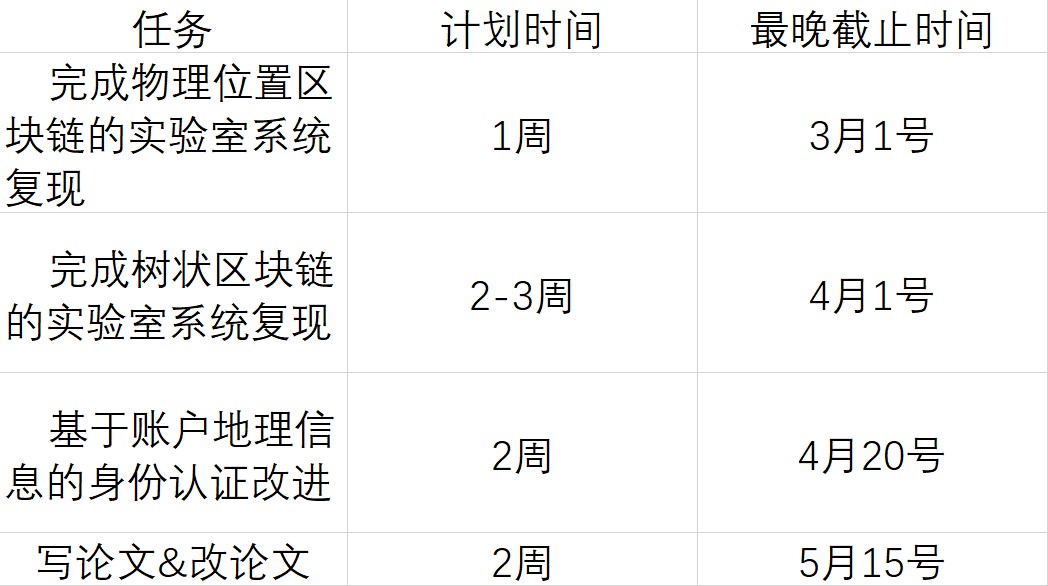 任务 计划时间 最晚截止时间
完成物理位置区
块链的实验室系统
复现
1周
3月1号
完成树状区块链
的实验室系统复现
2-3周
4月1号
基于账户地理信
息的身份认证改进
2周
4月20号
写论文&改论文 2周 5月15号